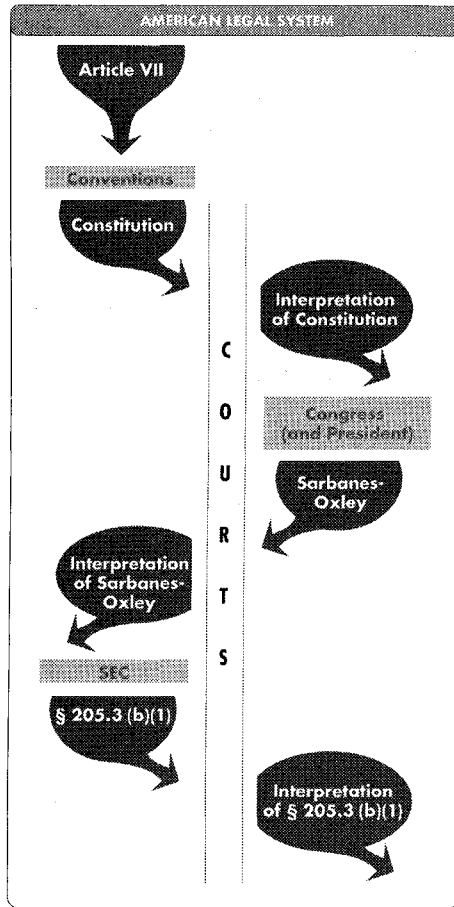 AMERICAN LEGAL SYSTEM
Article VII
Conventions
Constitution
Interpretation
of Constitution
COURTS
Congress
(and President)
Sarbanes-
Oxley
Interpretation
of Sarbanes-
Oxley
SEC
§ 205.3 (b)(1)
Interpretation
of § 205.3 (b)(1)